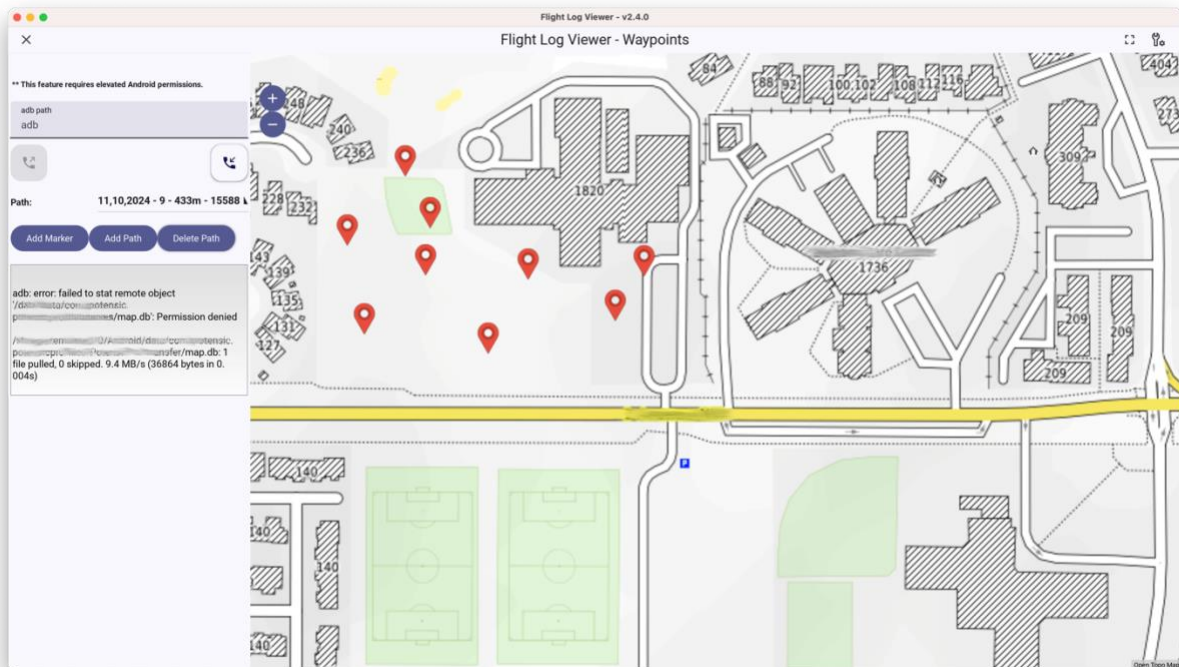 Flight Log Viewer - v2.4.0
Flight Log Viewer - Waypoints
** This feature requires elevated Android permissions.
adb path
adb
Path: 11,10,2024 - 9 - 433m - 15588
Add Marker Add Path Delete Path
adb: error: failed to stat remote object
map.db': Permission denied
map.db: 1
file pulled, 0 skipped. 9.4 MB/s (36864 bytes in 0.
004s)
+
−
248
240
236
228
232
143
139
135
131
127
1820
84
88 92 100 102 108 112 116
404
273
309
1736
209 209
209
P
140
140
140
140
Open Topo Map